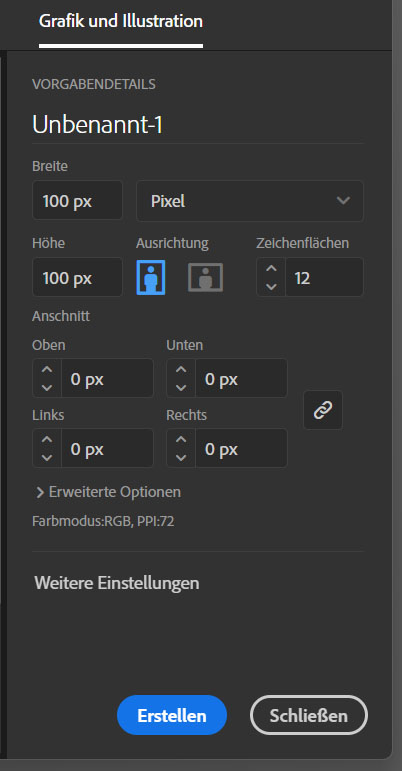 Grafik und Illustration
VORGABENDETAILS
Unbenannt-1
Breite
100 px Pixel
Höhe Ausrichtung Zeichenflächen
100 px 12
Anschnitt
Oben Unten
0 px 0 px
Links Rechts
0 px 0 px
Erweiterte Optionen
Farbmodus:RGB, PPI:72
Weitere Einstellungen
Erstellen Schließen